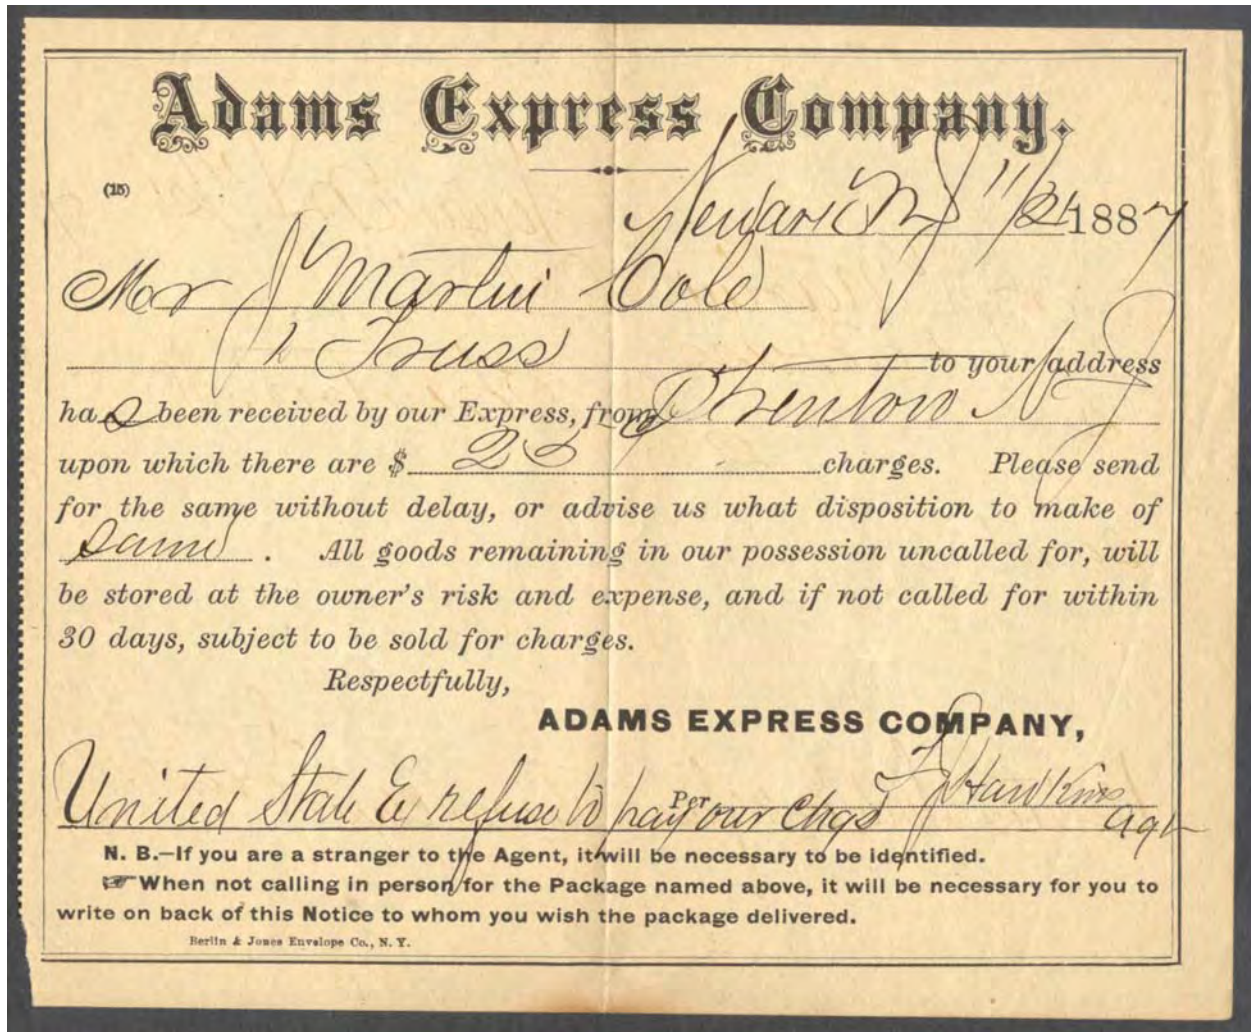 Adams Express Company.
(15)
Newark NJ 11/21 1887
Mr J Martin Cole
1 Truss to your address
has been received by our Express, from Trenton NJ
upon which there are $ 25 charges. Please send
for the same without delay, or advise us what disposition to make of
same . All goods remaining in our possession uncalled for, will
be stored at the owner's risk and expense, and if not called for within
30 days, subject to be sold for charges.
Respectfully,
ADAMS EXPRESS COMPANY,
Per Hawkins
United State Ex refuse to pay our Chgs agt
N. B.—If you are a stranger to the Agent, it will be necessary to be identified.
☞When not calling in person for the Package named above, it will be necessary for you to
write on back of this Notice to whom you wish the package delivered.
Berlin & Jones Envelope Co., N. Y.